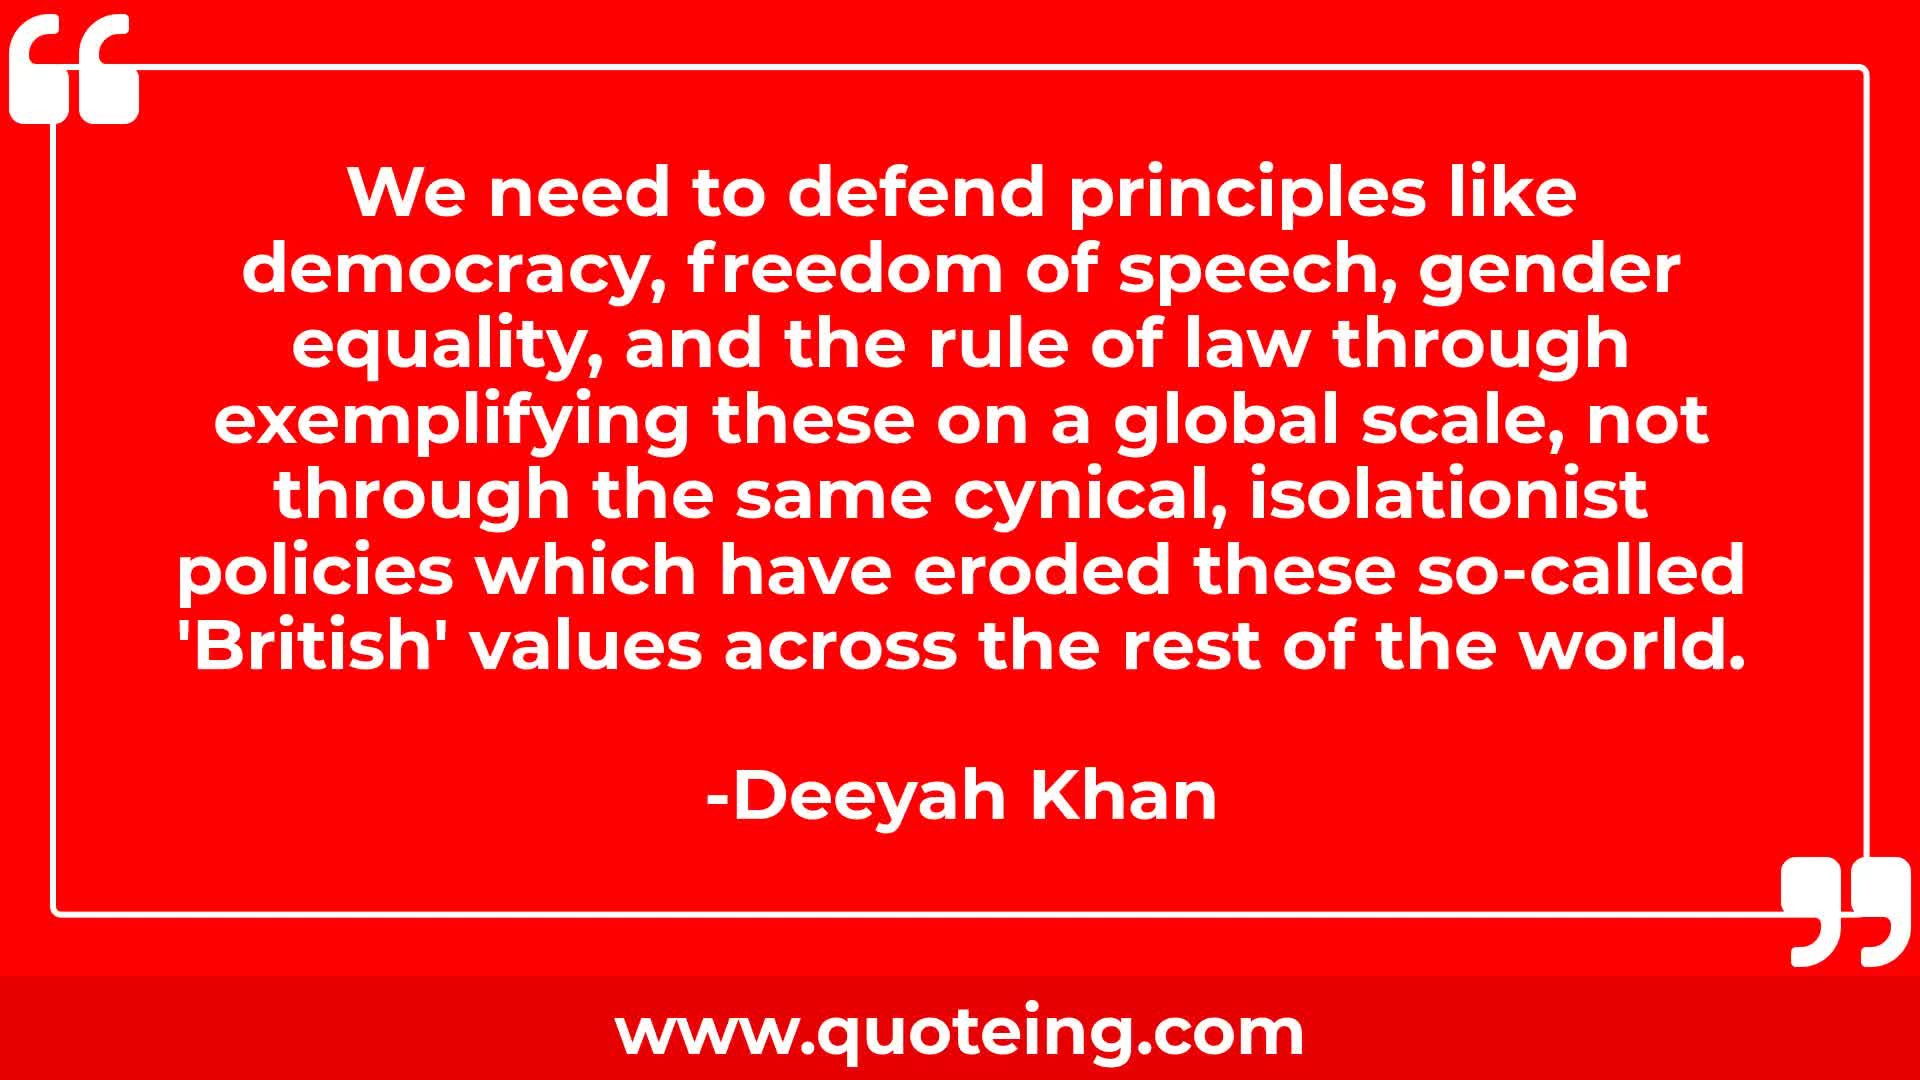 We need to defend principles like
democracy, freedom of speech, gender
equality, and the rule of law through
exemplifying these on a global scale, not
through the same cynical, isolationist
policies which have eroded these so-called
'British' values across the rest of the world.
-Deeyah Khan
www.quoteing.com